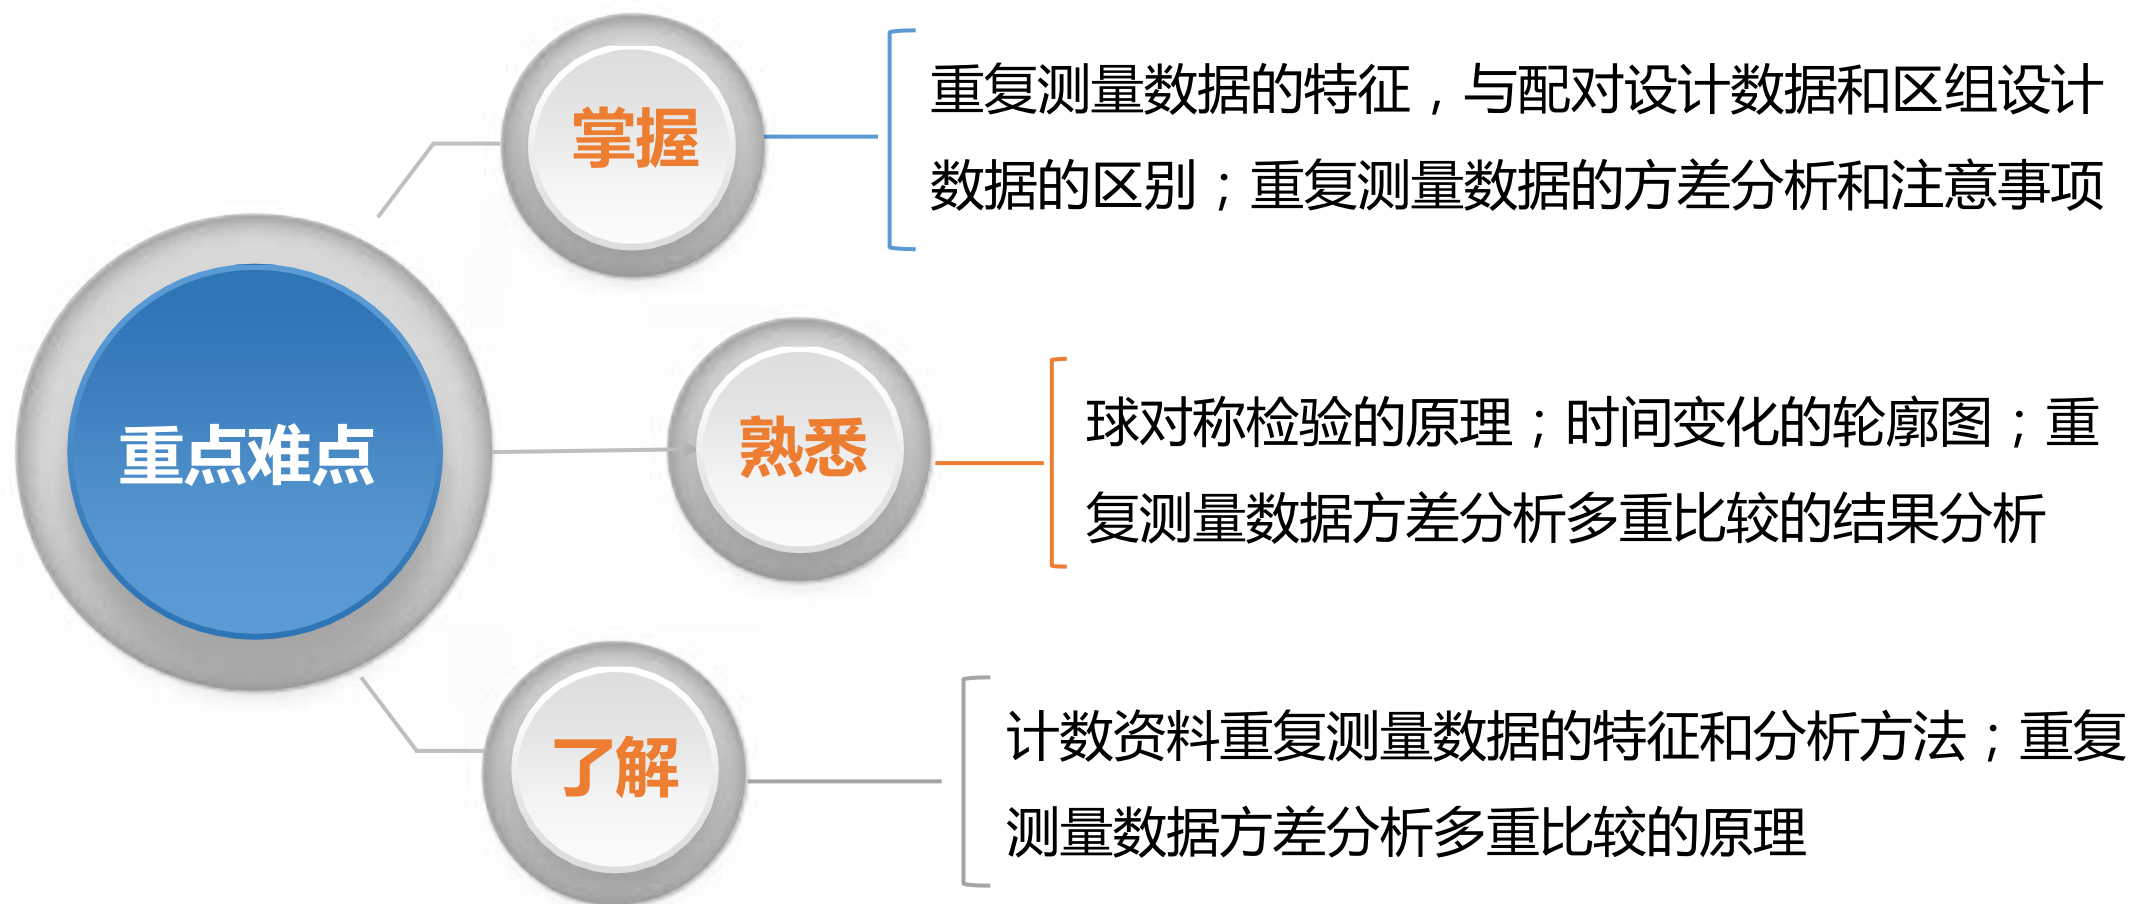 掌握
重复测量数据的特征，与配对设计数据和区组设计
数据的区别；重复测量数据的方差分析和注意事项
重点难点
熟悉
球对称检验的原理；时间变化的轮廓图；重
复测量数据方差分析多重比较的结果分析
了解
计数资料重复测量数据的特征和分析方法；重复
测量数据方差分析多重比较的原理